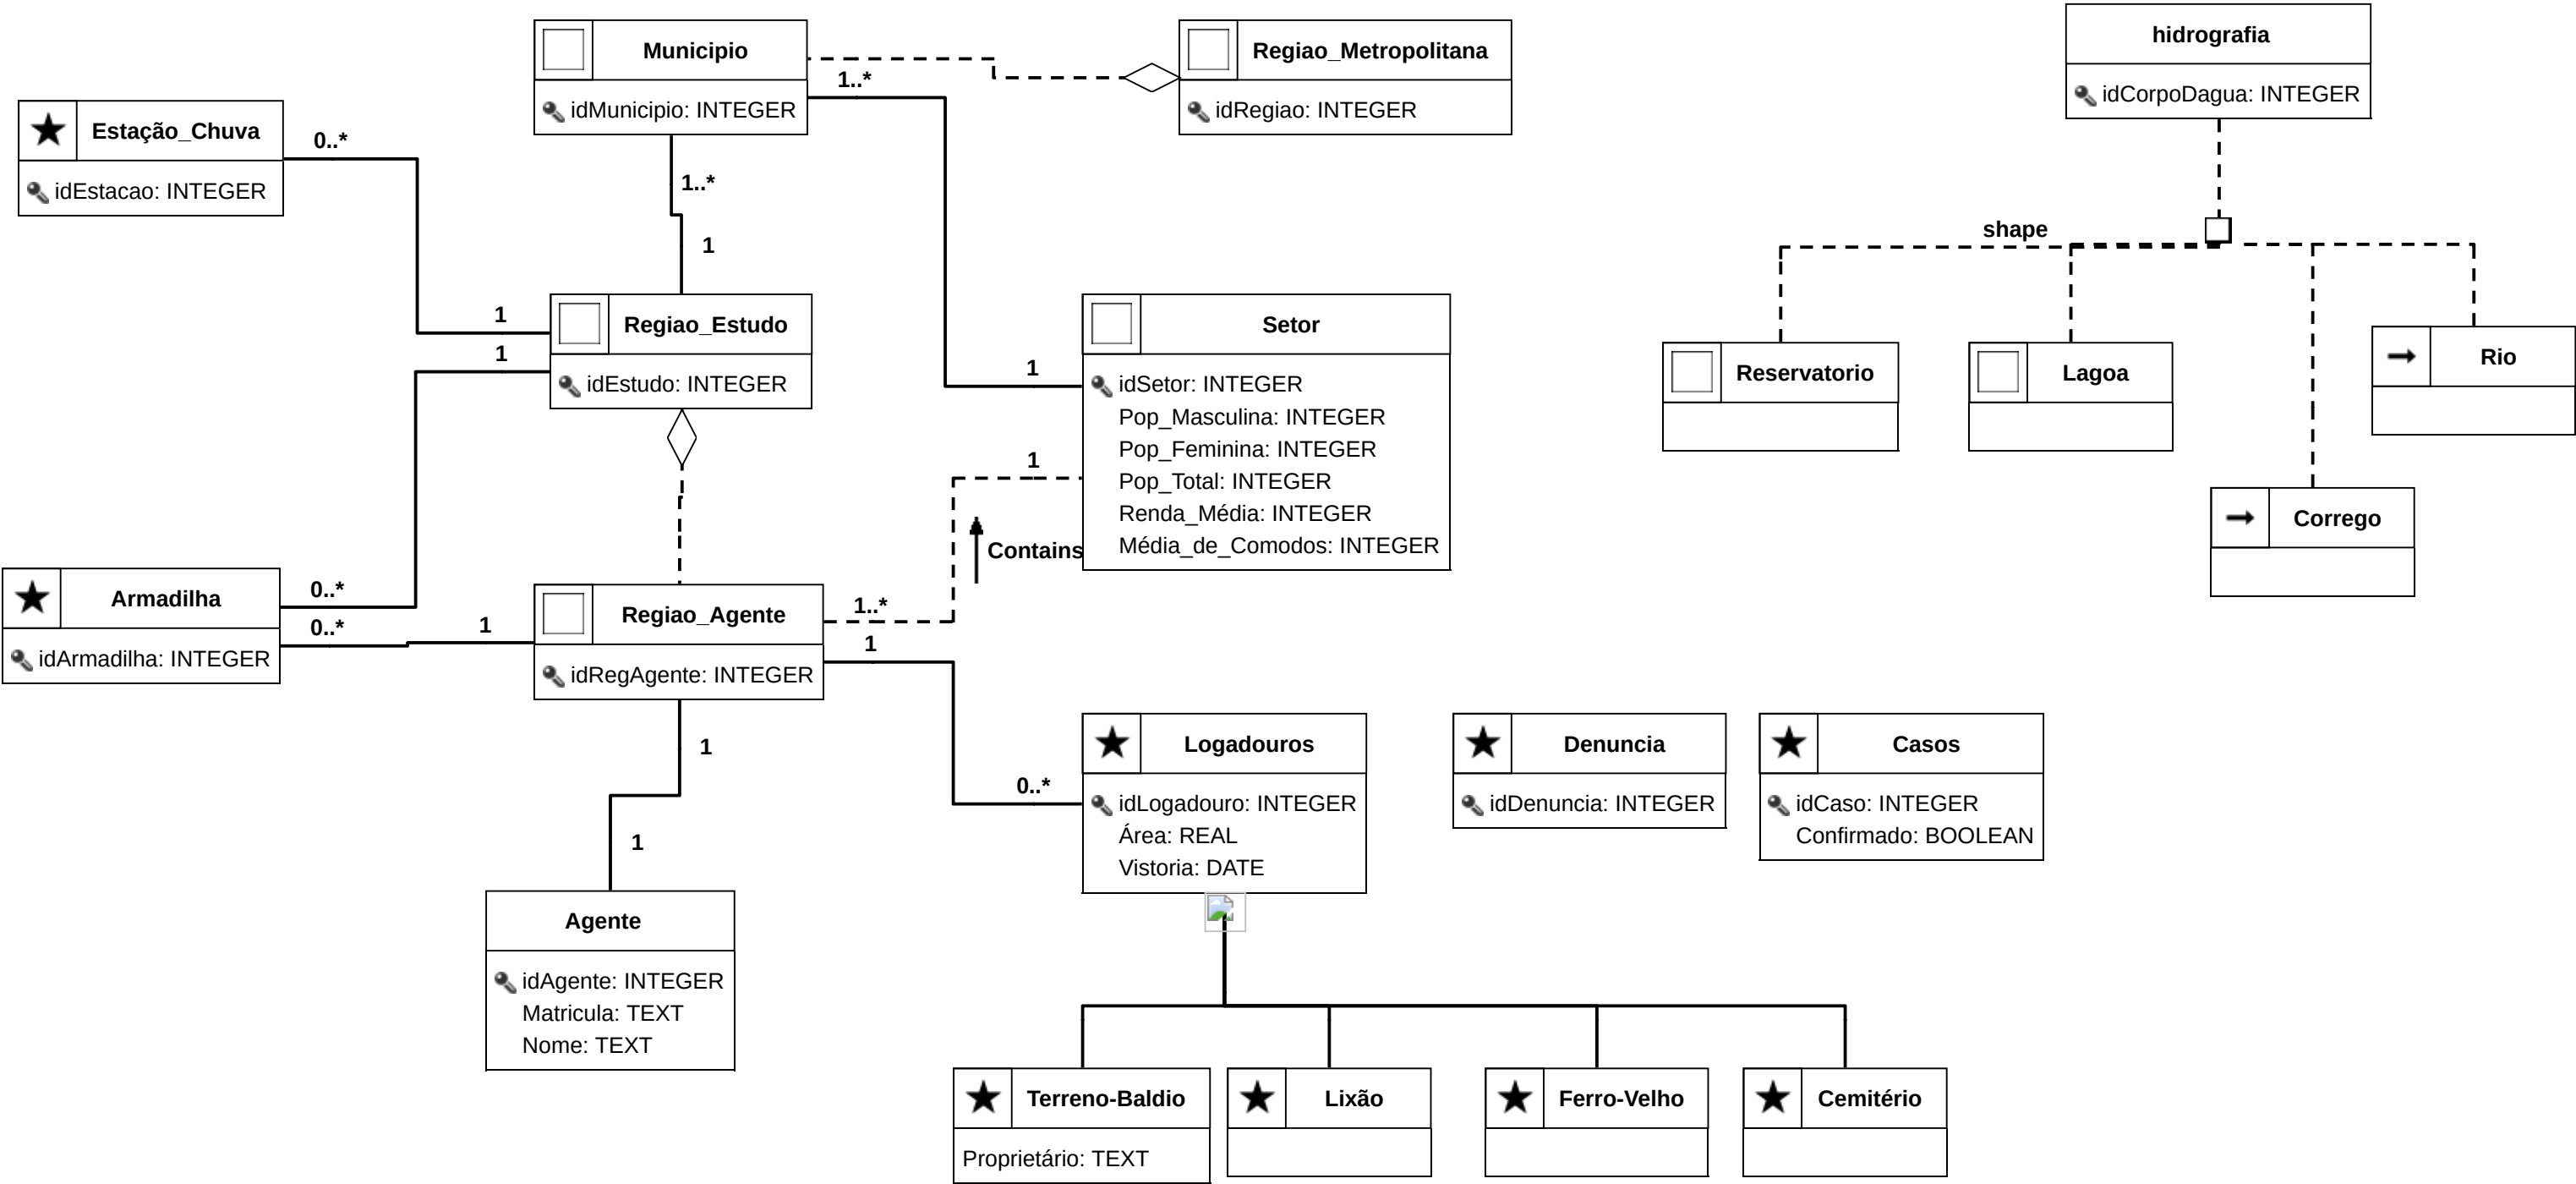 Municipio
idMunicipio: INTEGER
1..*
1..*
1
Regiao_Metropolitana
idRegiao: INTEGER
hidrografia
idCorpoDagua: INTEGER
shape
Estação_Chuva
idEstacao: INTEGER
0..*
1
1
Regiao_Estudo
idEstudo: INTEGER
Setor
idSetor: INTEGER
Pop_Masculina: INTEGER
Pop_Feminina: INTEGER
Pop_Total: INTEGER
Renda_Média: INTEGER
Média_de_Comodos: INTEGER
1
1
Contains
Reservatorio
Lagoa
Rio
Corrego
Armadilha
idArmadilha: INTEGER
0..*
0..*
1
Regiao_Agente
idRegAgente: INTEGER
1..*
1
1
1
0..*
Agente
idAgente: INTEGER
Matricula: TEXT
Nome: TEXT
Logadouros
idLogadouro: INTEGER
Área: REAL
Vistoria: DATE
Denuncia
idDenuncia: INTEGER
Casos
idCaso: INTEGER
Confirmado: BOOLEAN
Terreno-Baldio
Proprietário: TEXT
Lixão
Ferro-Velho
Cemitério